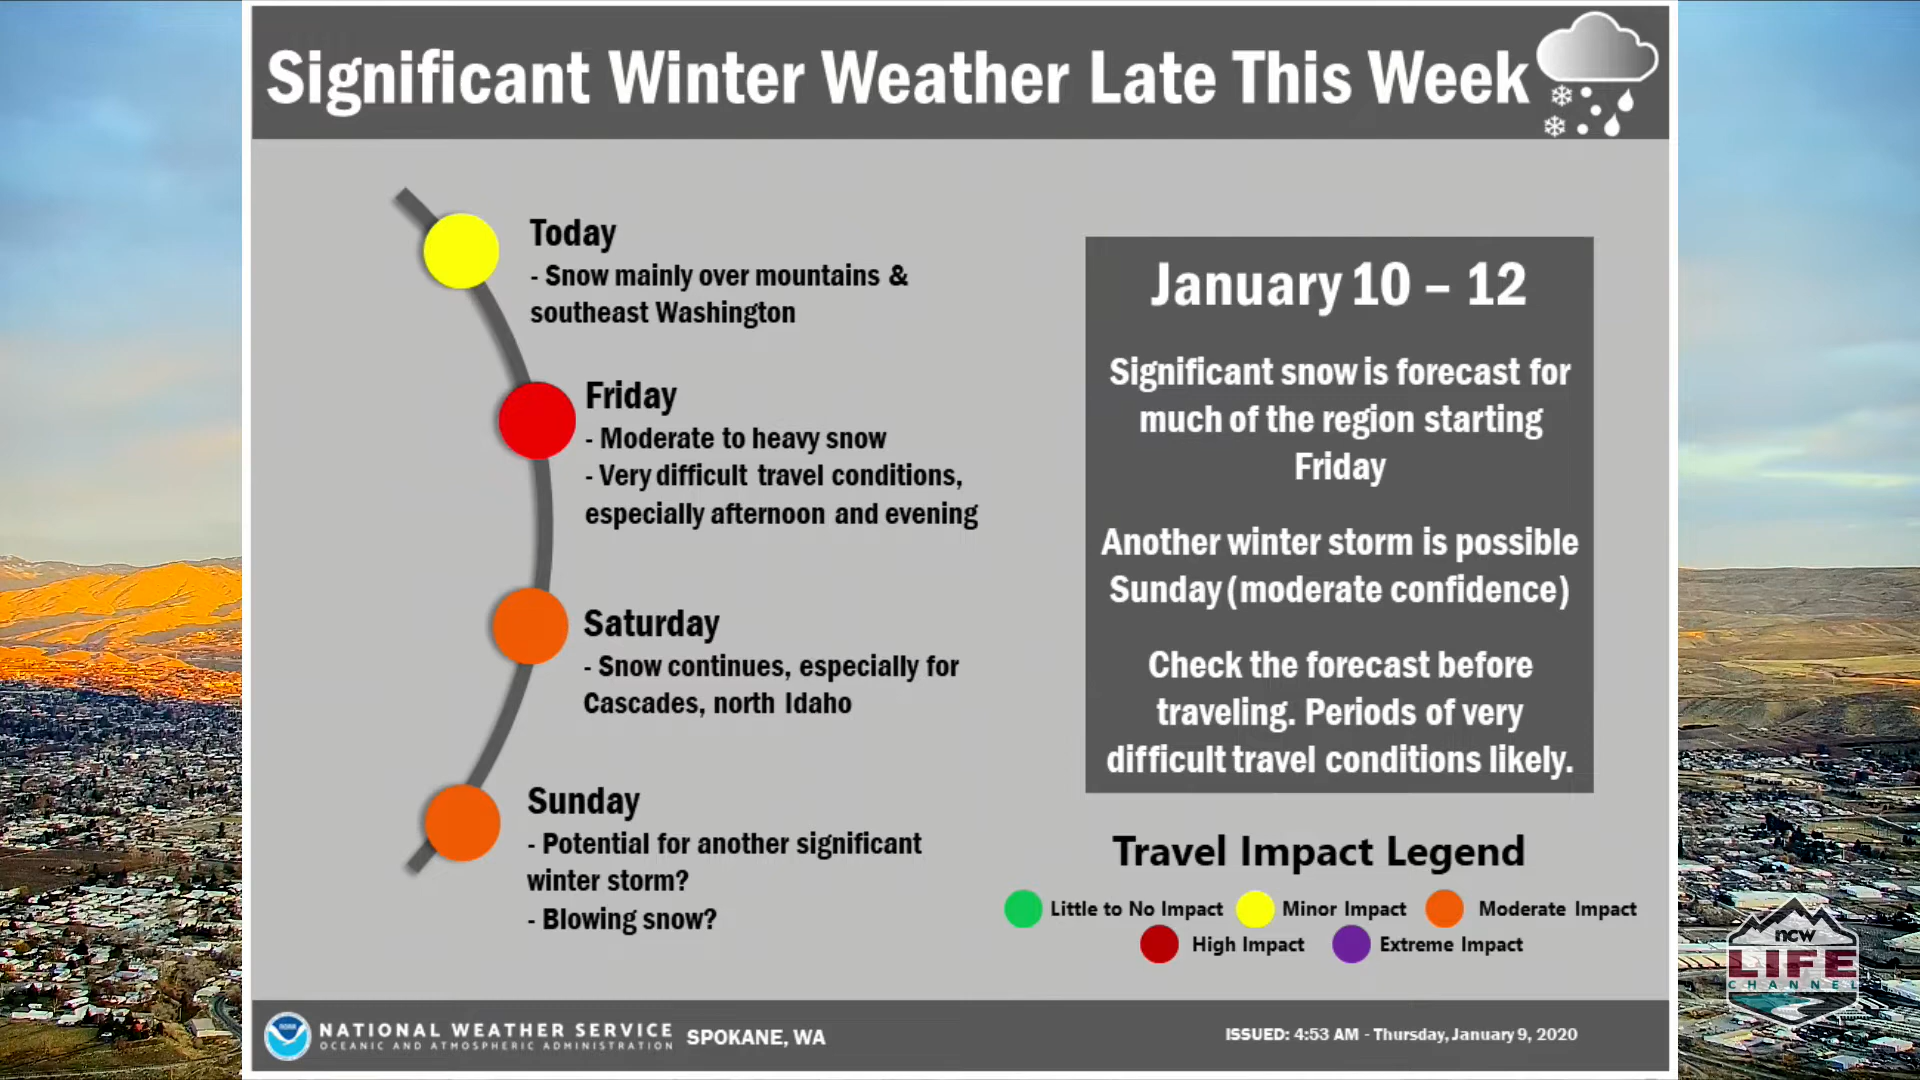 Significant Winter Weather Late This Week
Today
- Snow mainly over mountains &
southeast Washington
Friday
- Moderate to heavy snow
- Very difficult travel conditions,
especially afternoon and evening
Saturday
- Snow continues, especially for
Cascades, north Idaho
Sunday
- Potential for another significant
winter storm?
- Blowing snow?
January 10 – 12
Significant snow is forecast for
much of the region starting
Friday
Another winter storm is possible
Sunday (moderate confidence)
Check the forecast before
traveling. Periods of very
difficult travel conditions likely.
Travel Impact Legend
Little to No Impact Minor Impact Moderate Impact
High Impact Extreme Impact
ncw
LIFE
CHANNEL
NOAA
NATIONAL WEATHER SERVICE
OCEANIC AND ATMOSPHERIC ADMINISTRATION
SPOKANE, WA
ISSUED: 4:53 AM - Thursday, January 9, 2020